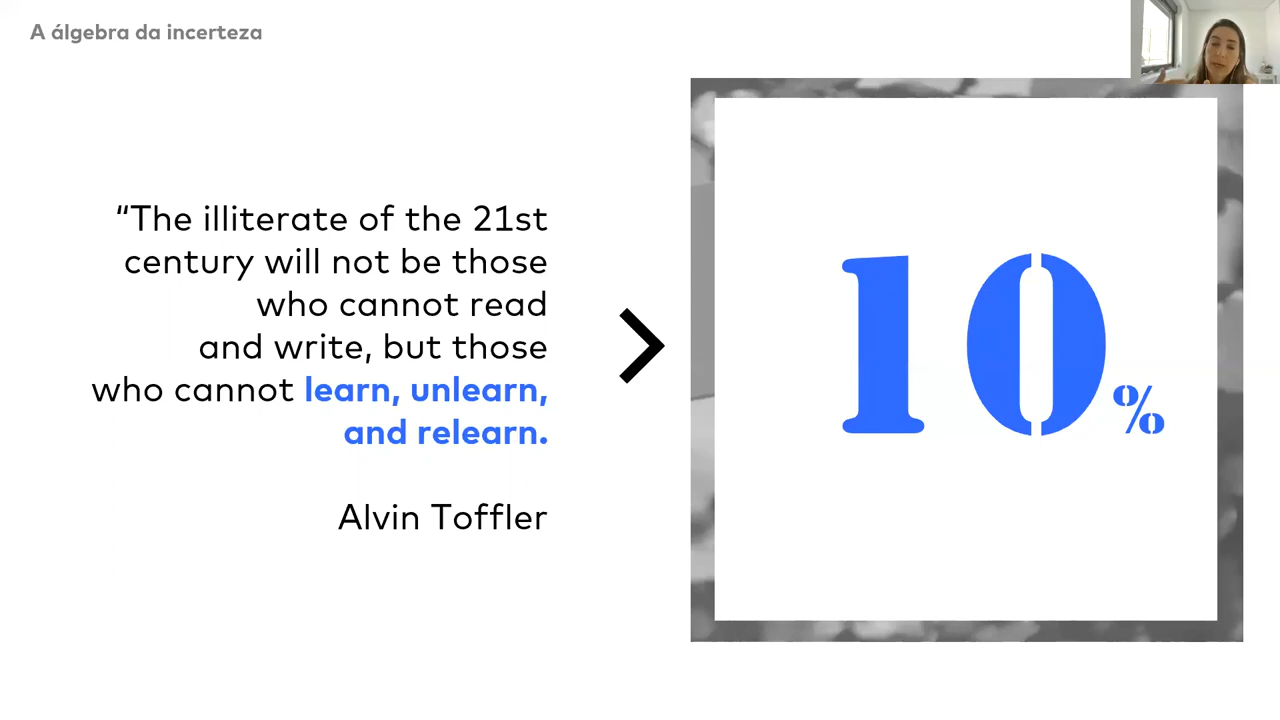 A álgebra da incerteza
“The illiterate of the 21st
century will not be those
who cannot read
and write, but those
who cannot learn, unlearn,
and relearn.
Alvin Toffler
10%